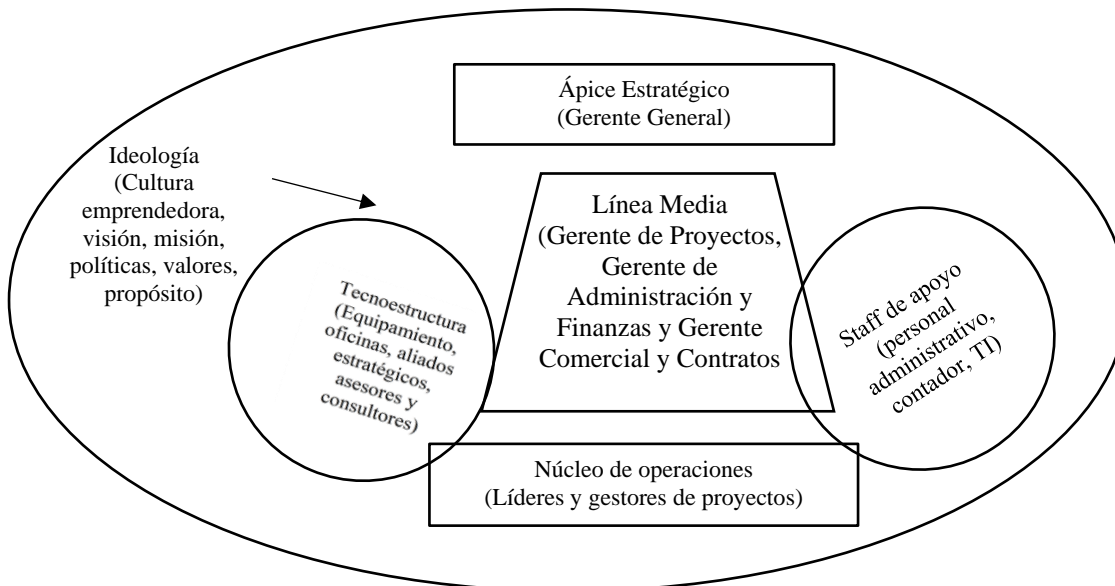 Ápice Estratégico
(Gerente General)
Ideología
(Cultura
emprendedora,
visión, misión,
políticas, valores,
propósito)
Línea Media
(Gerente de Proyectos,
Gerente de
Administración y
Finanzas y Gerente
Comercial y Contratos
Tecnoestructura
(Equipamiento,
oficinas, aliados
estratégicos,
asesores y
consultores)
Staff de apoyo
(personal
administrativo,
contador, TI)
Núcleo de operaciones
(Líderes y gestores de proyectos)